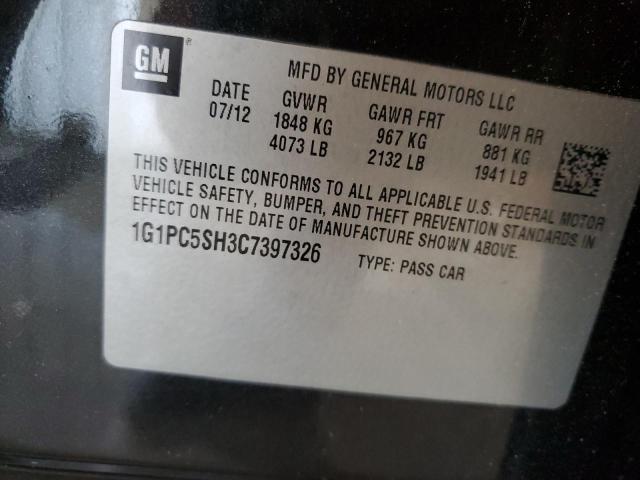 GM
MFD BY GENERAL MOTORS LLC
DATE GVWR GAWR FRT GAWR RR
07/12 1848 KG 967 KG 881 KG
4073 LB 2132 LB 1941 LB
THIS VEHICLE CONFORMS TO ALL APPLICABLE U.S. FEDERAL MOTOR
VEHICLE SAFETY, BUMPER, AND THEFT PREVENTION STANDARDS IN
EFFECT ON THE DATE OF MANUFACTURE SHOWN ABOVE.
1G1PC5SH3C7397326 TYPE: PASS CAR